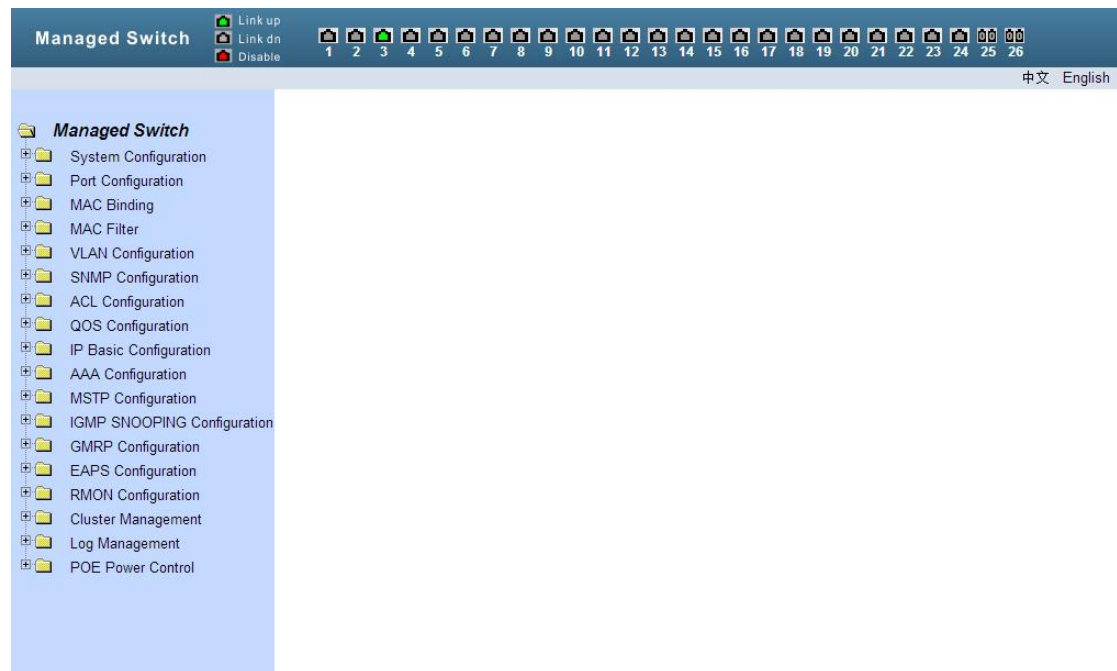 Managed Switch
Link up
Link dn
Disable
1 2 3 4 5 6 7 8 9 10 11 12 13 14 15 16 17 18 19 20 21 22 23 24 25 26
中文 English
Managed Switch
System Configuration
Port Configuration
MAC Binding
MAC Filter
VLAN Configuration
SNMP Configuration
ACL Configuration
QOS Configuration
IP Basic Configuration
AAA Configuration
MSTP Configuration
IGMP SNOOPING Configuration
GMRP Configuration
EAPS Configuration
RMON Configuration
Cluster Management
Log Management
POE Power Control